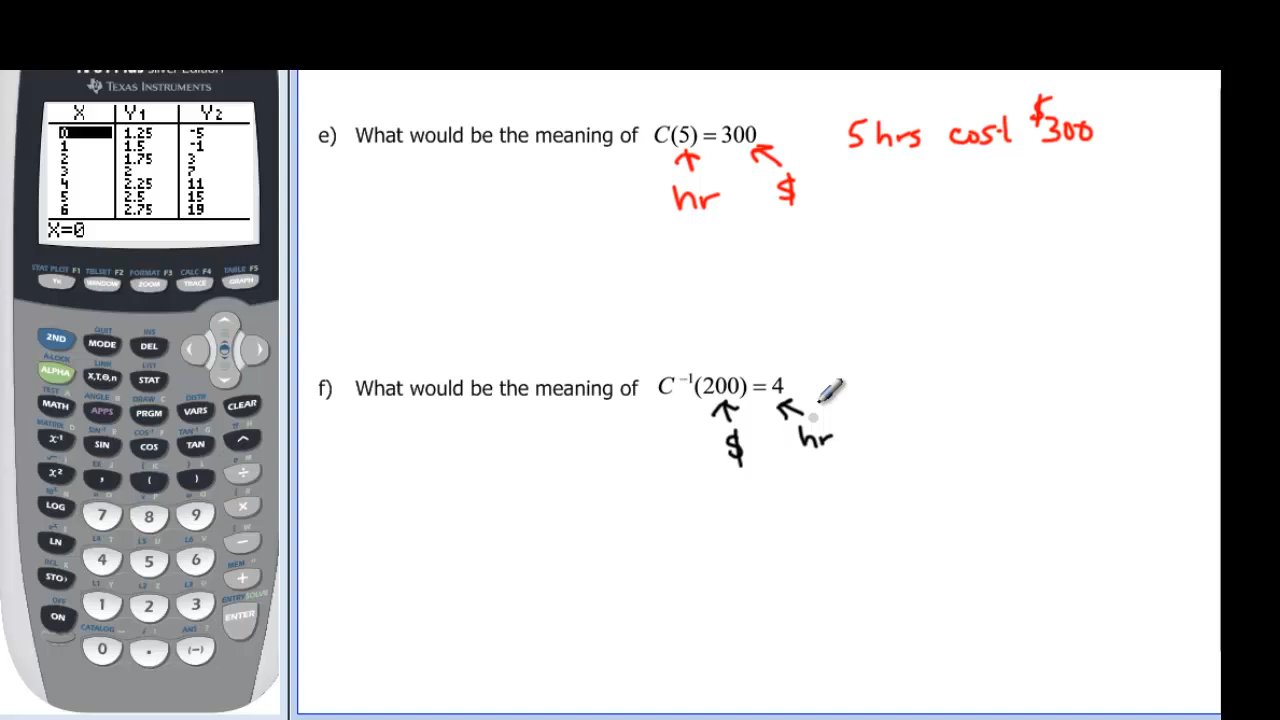 TEXAS INSTRUMENTS
X Y1 Y2
0 1.25 -5
1 1.5 -1
2 1.75 3
3 2 7
4 2.25 11
5 2.5 15
6 2.75 19
X=0
STAT PLOT F1 TBLSET F2 FORMAT F3 CALC F4 TABLE F5
Y= WINDOW ZOOM TRACE GRAPH
QUIT INS
2ND MODE DEL
A-LOCK LINK LIST
ALPHA X,T,Θ,n STAT
TEST A ANGLE B DRAW C DISTR
MATH APPS PRGM VARS CLEAR
MATRIX D SIN⁻¹ E COS⁻¹ F TAN⁻¹ G π H
x⁻¹ SIN COS TAN ^
x² , ( ) ÷
LOG 7 8 9 ×
LN 4 5 6 −
RCL X L1 Y L2 Z L3 MEM
STO› 1 2 3 +
OFF CATALOG ANS ? ENTRY SOLVE
ON 0 . (−) ENTER
e) What would be the meaning of C(5) = 300
5 hrs cost $300
hr $
f) What would be the meaning of C⁻¹(200) = 4
$ hr